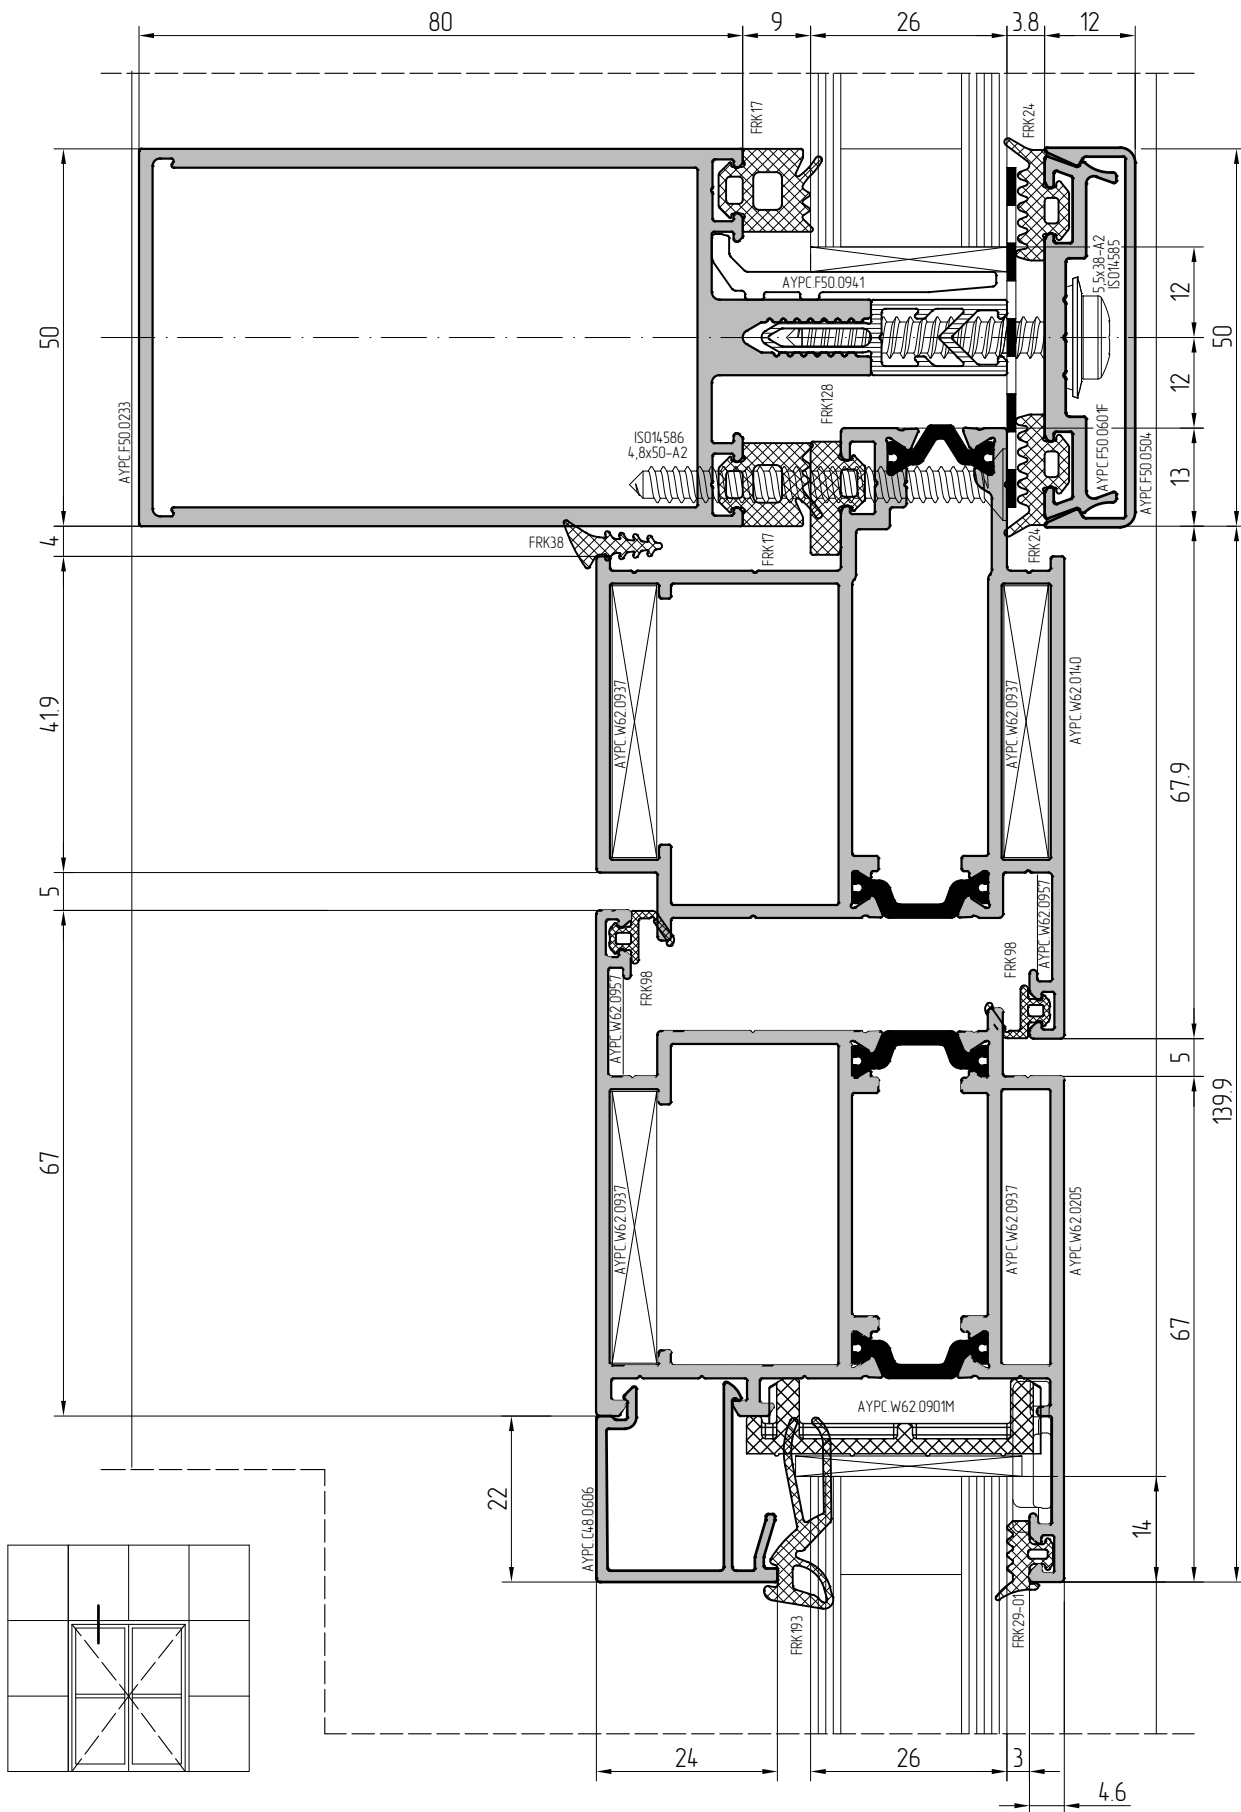 80
9
26
3.8
12
FRK17
FRK24
50
AYPC.F50.0233
AYPC.F50.0941
5,5x38-A2
ISO14585
12
12
13
50
FRK128
ISO14586
4,8x50-A2
AYPC.F50.0601F
AYPC.F50.0504
4
FRK38
FRK17
FRK24
41.9
AYPC.W62.0937
AYPC.W62.0937
AYPC.W62.0140
67.9
5
AYPC.W62.0957
FRK98
FRK98
AYPC.W62.0957
5
139.9
67
AYPC.W62.0937
AYPC.W62.0937
AYPC.W62.0205
67
AYPC.W62.0901M
22
AYPC.C48.0606
14
FRK193
FRK29-01
24
26
3
4.6